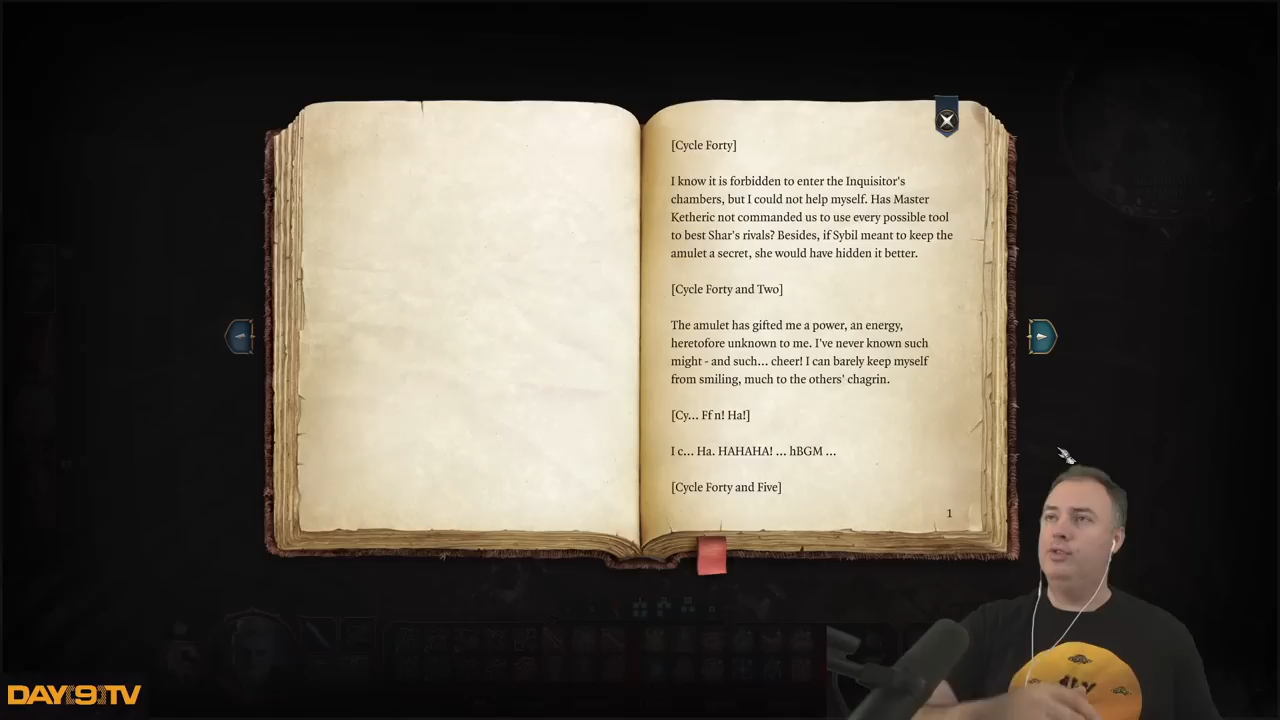 [Cycle Forty]
I know it is forbidden to enter the Inquisitor's
chambers, but I could not help myself. Has Master
Ketheric not commanded us to use every possible tool
to best Shar's rivals? Besides, if Sybil meant to keep the
amulet a secret, she would have hidden it better.
[Cycle Forty and Two]
The amulet has gifted me a power, an energy,
heretofore unknown to me. I've never known such
might - and such... cheer! I can barely keep myself
from smiling, much to the others' chagrin.
[Cy... Ff n! Ha!]
I c... Ha. HAHAHA! ... hBGM ...
[Cycle Forty and Five]
1
DAY[9]TV